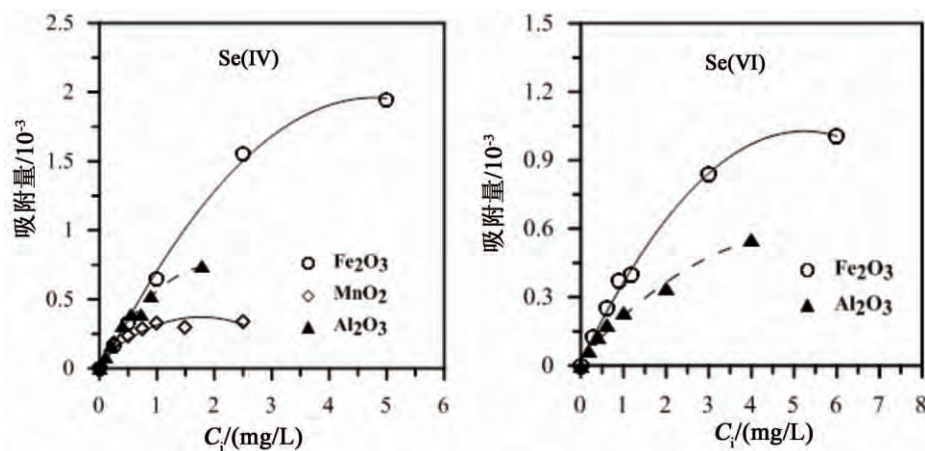 2.5
2
1.5
1
0.5
0
吸附量/10⁻³
Se(IV)
Fe₂O₃
MnO₂
Al₂O₃
0 1 2 3 4 5 6
Cᵢ/(mg/L)
1.5
1.2
0.9
0.6
0.3
0
吸附量/10⁻³
Se(VI)
Fe₂O₃
Al₂O₃
0 1 2 3 4 5 6 7 8
Cᵢ/(mg/L)